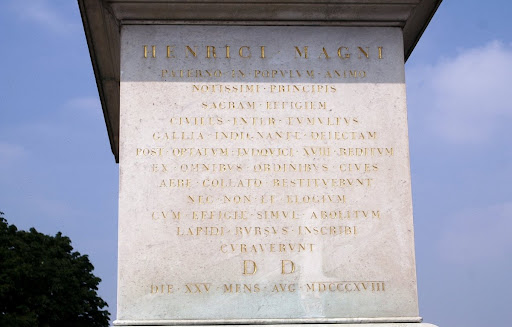 HENRICI MAGNI
PATERNO · IN · POPVLVM · ANIMO
NOTISSIMI · PRINCIPIS
SACRAM · EFFIGIEM
CIVILES · INTER · TVMVLTVS
GALLIA · INDIGNANTE · DEIECTAM
POST · OPTATVM · LVDOVICI · XVIII · REDITVM
EX · OMNIBVS · ORDINIBVS · CIVES
AERE · COLLATO · RESTITVERVNT
NEC · NON · ET · ELOGIVM
CVM · EFFIGIE · SIMVL · ABOLITVM
LAPIDI · RVRSVS · INSCRIBI
CVRAVERVNT
D D
DIE · XXV · MENS · AVG · MDCCCXVIII